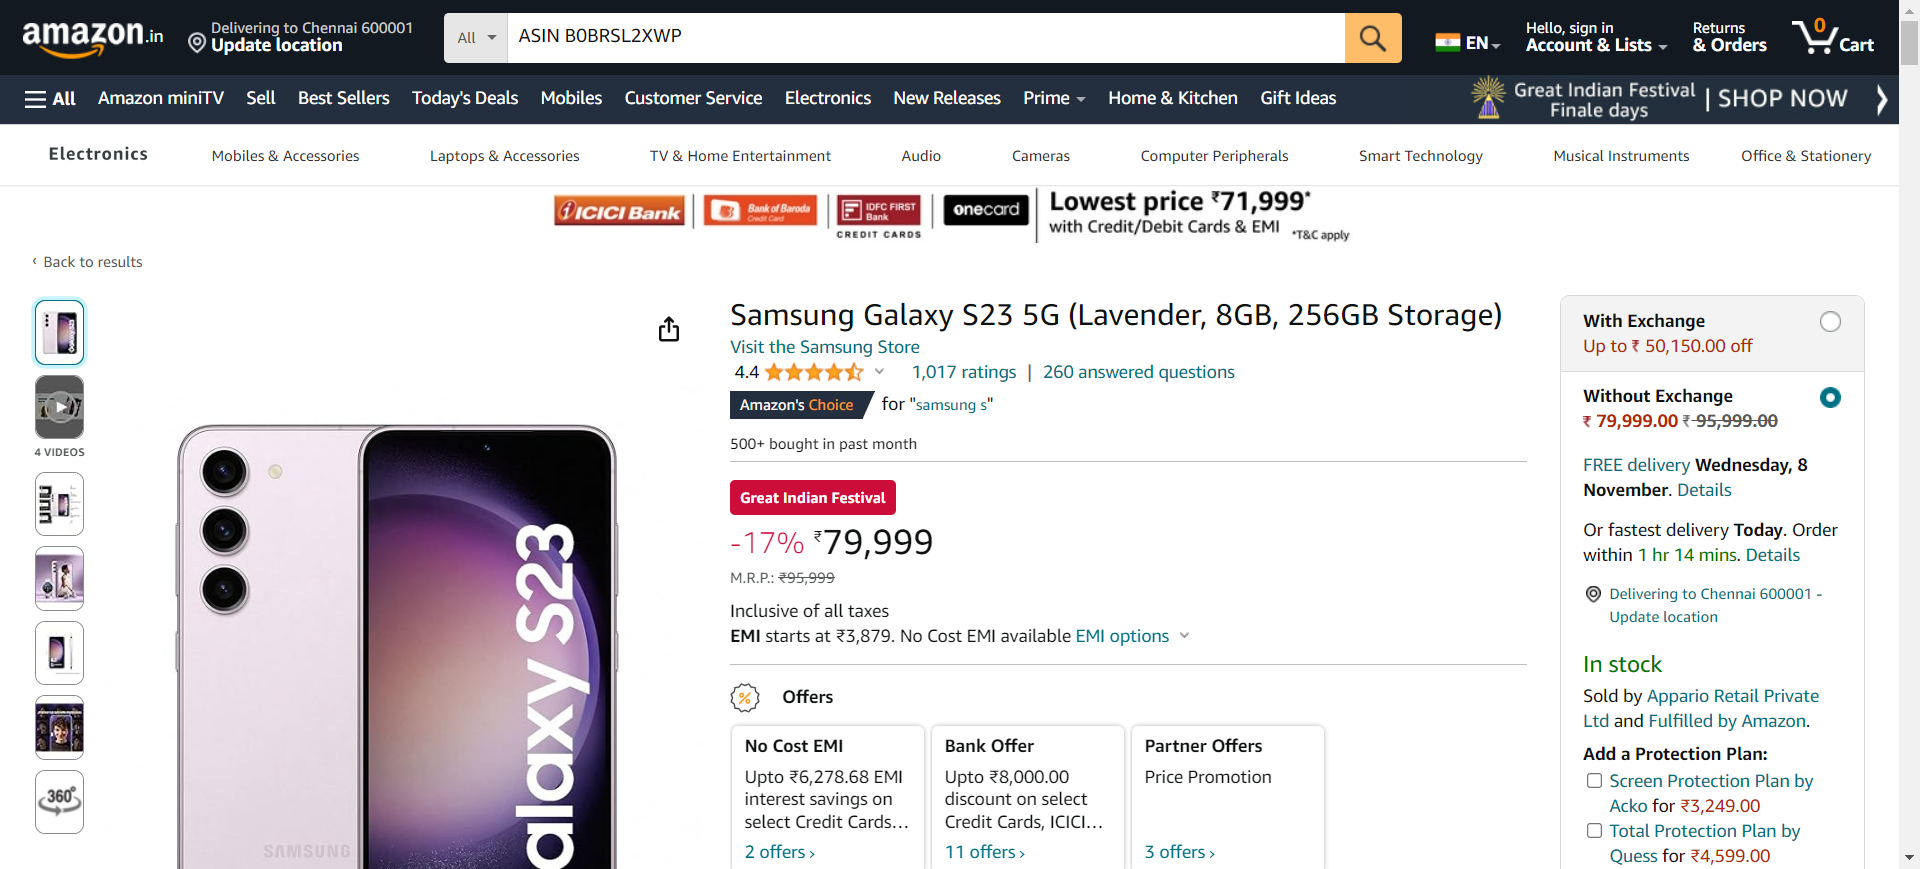 amazon.in
Delivering to Chennai 600001
Update location
All
ASIN B0BRSL2XWP
EN
Hello, sign in
Account & Lists
Returns
& Orders
0
Cart
All
Amazon miniTV
Sell
Best Sellers
Today's Deals
Mobiles
Customer Service
Electronics
New Releases
Prime
Home & Kitchen
Gift Ideas
Great Indian Festival
Finale days
| SHOP NOW
Electronics
Mobiles & Accessories
Laptops & Accessories
TV & Home Entertainment
Audio
Cameras
Computer Peripherals
Smart Technology
Musical Instruments
Office & Stationery
ICICI Bank
Bank of Baroda
Credit Card
IDFC FIRST
Bank
CREDIT CARDS
onecard
Lowest price ₹71,999*
with Credit/Debit Cards & EMI *T&C apply
‹ Back to results
4 VIDEOS
360°
SAMSUNG
Galaxy S23
Samsung Galaxy S23 5G (Lavender, 8GB, 256GB Storage)
Visit the Samsung Store
4.4
1,017 ratings | 260 answered questions
Amazon's Choice for "samsung s"
500+ bought in past month
Great Indian Festival
-17% ₹79,999
M.R.P.: ₹95,999
Inclusive of all taxes
EMI starts at ₹3,879. No Cost EMI available EMI options
Offers
No Cost EMI
Upto ₹6,278.68 EMI
interest savings on
select Credit Cards…
2 offers ›
Bank Offer
Upto ₹8,000.00
discount on select
Credit Cards, ICICI…
11 offers ›
Partner Offers
Price Promotion
3 offers ›
With Exchange
Up to ₹ 50,150.00 off
Without Exchange
₹ 79,999.00 ₹ 95,999.00
FREE delivery Wednesday, 8
November. Details
Or fastest delivery Today. Order
within 1 hr 14 mins. Details
Delivering to Chennai 600001 -
Update location
In stock
Sold by Appario Retail Private
Ltd and Fulfilled by Amazon.
Add a Protection Plan:
Screen Protection Plan by
Acko for ₹3,249.00
Total Protection Plan by
Quess for ₹4,599.00